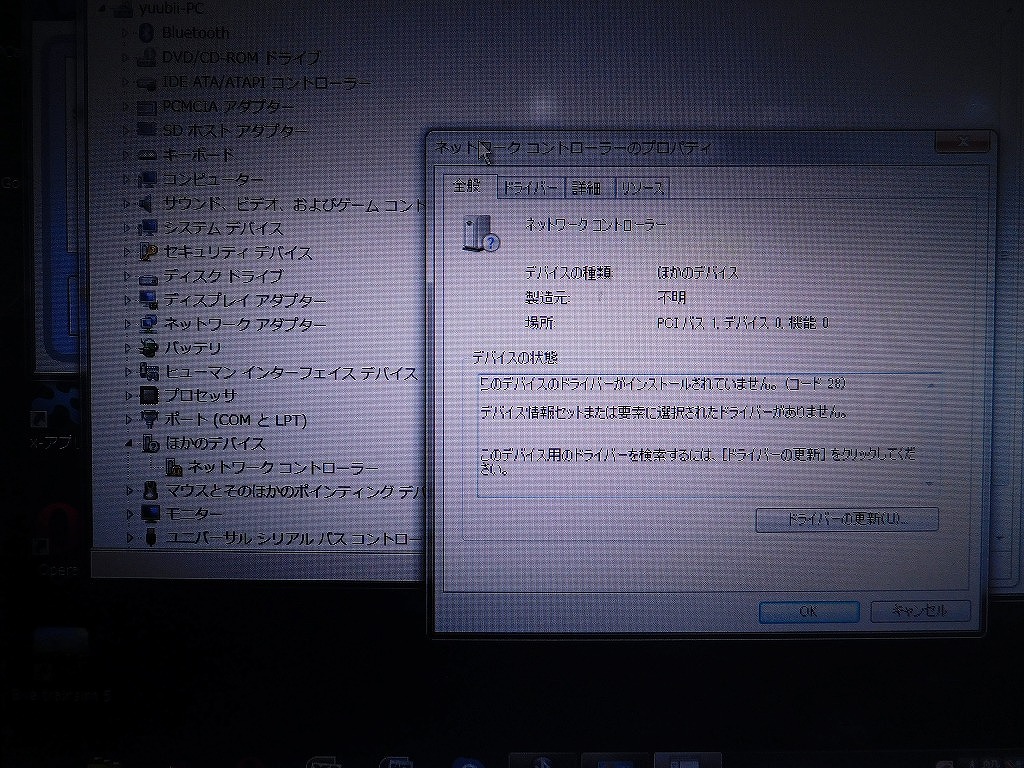 yuubii-PC
Bluetooth
DVD/CD-ROM ドライブ
IDE ATA/ATAPI コントローラー
PCMCIA アダプター
SD ホスト アダプター
キーボード
コンピューター
サウンド、ビデオ、およびゲーム コント
システム デバイス
セキュリティ デバイス
ディスク ドライブ
ディスプレイ アダプター
ネットワーク アダプター
バッテリ
ヒューマン インターフェイス デバイス
プロセッサ
ポート (COM と LPT)
ほかのデバイス
ネットワーク コントローラー
マウスとそのほかのポインティング デバ
モニター
ユニバーサル シリアル バス コントロー
ネットワーク コントローラーのプロパティ
全般 ドライバー 詳細 リソース
ネットワーク コントローラー
デバイスの種類: ほかのデバイス
製造元: 不明
場所: PCI バス 1, デバイス 0, 機能 0
デバイスの状態
このデバイスのドライバーがインストールされていません。 (コード 28)
デバイス情報セットまたは要素に選択されたドライバーがありません。
このデバイス用のドライバーを検索するには、[ドライバーの更新] をクリックしてくだ
さい。
ドライバーの更新(U)...
OK キャンセル
x-アプ
Opera